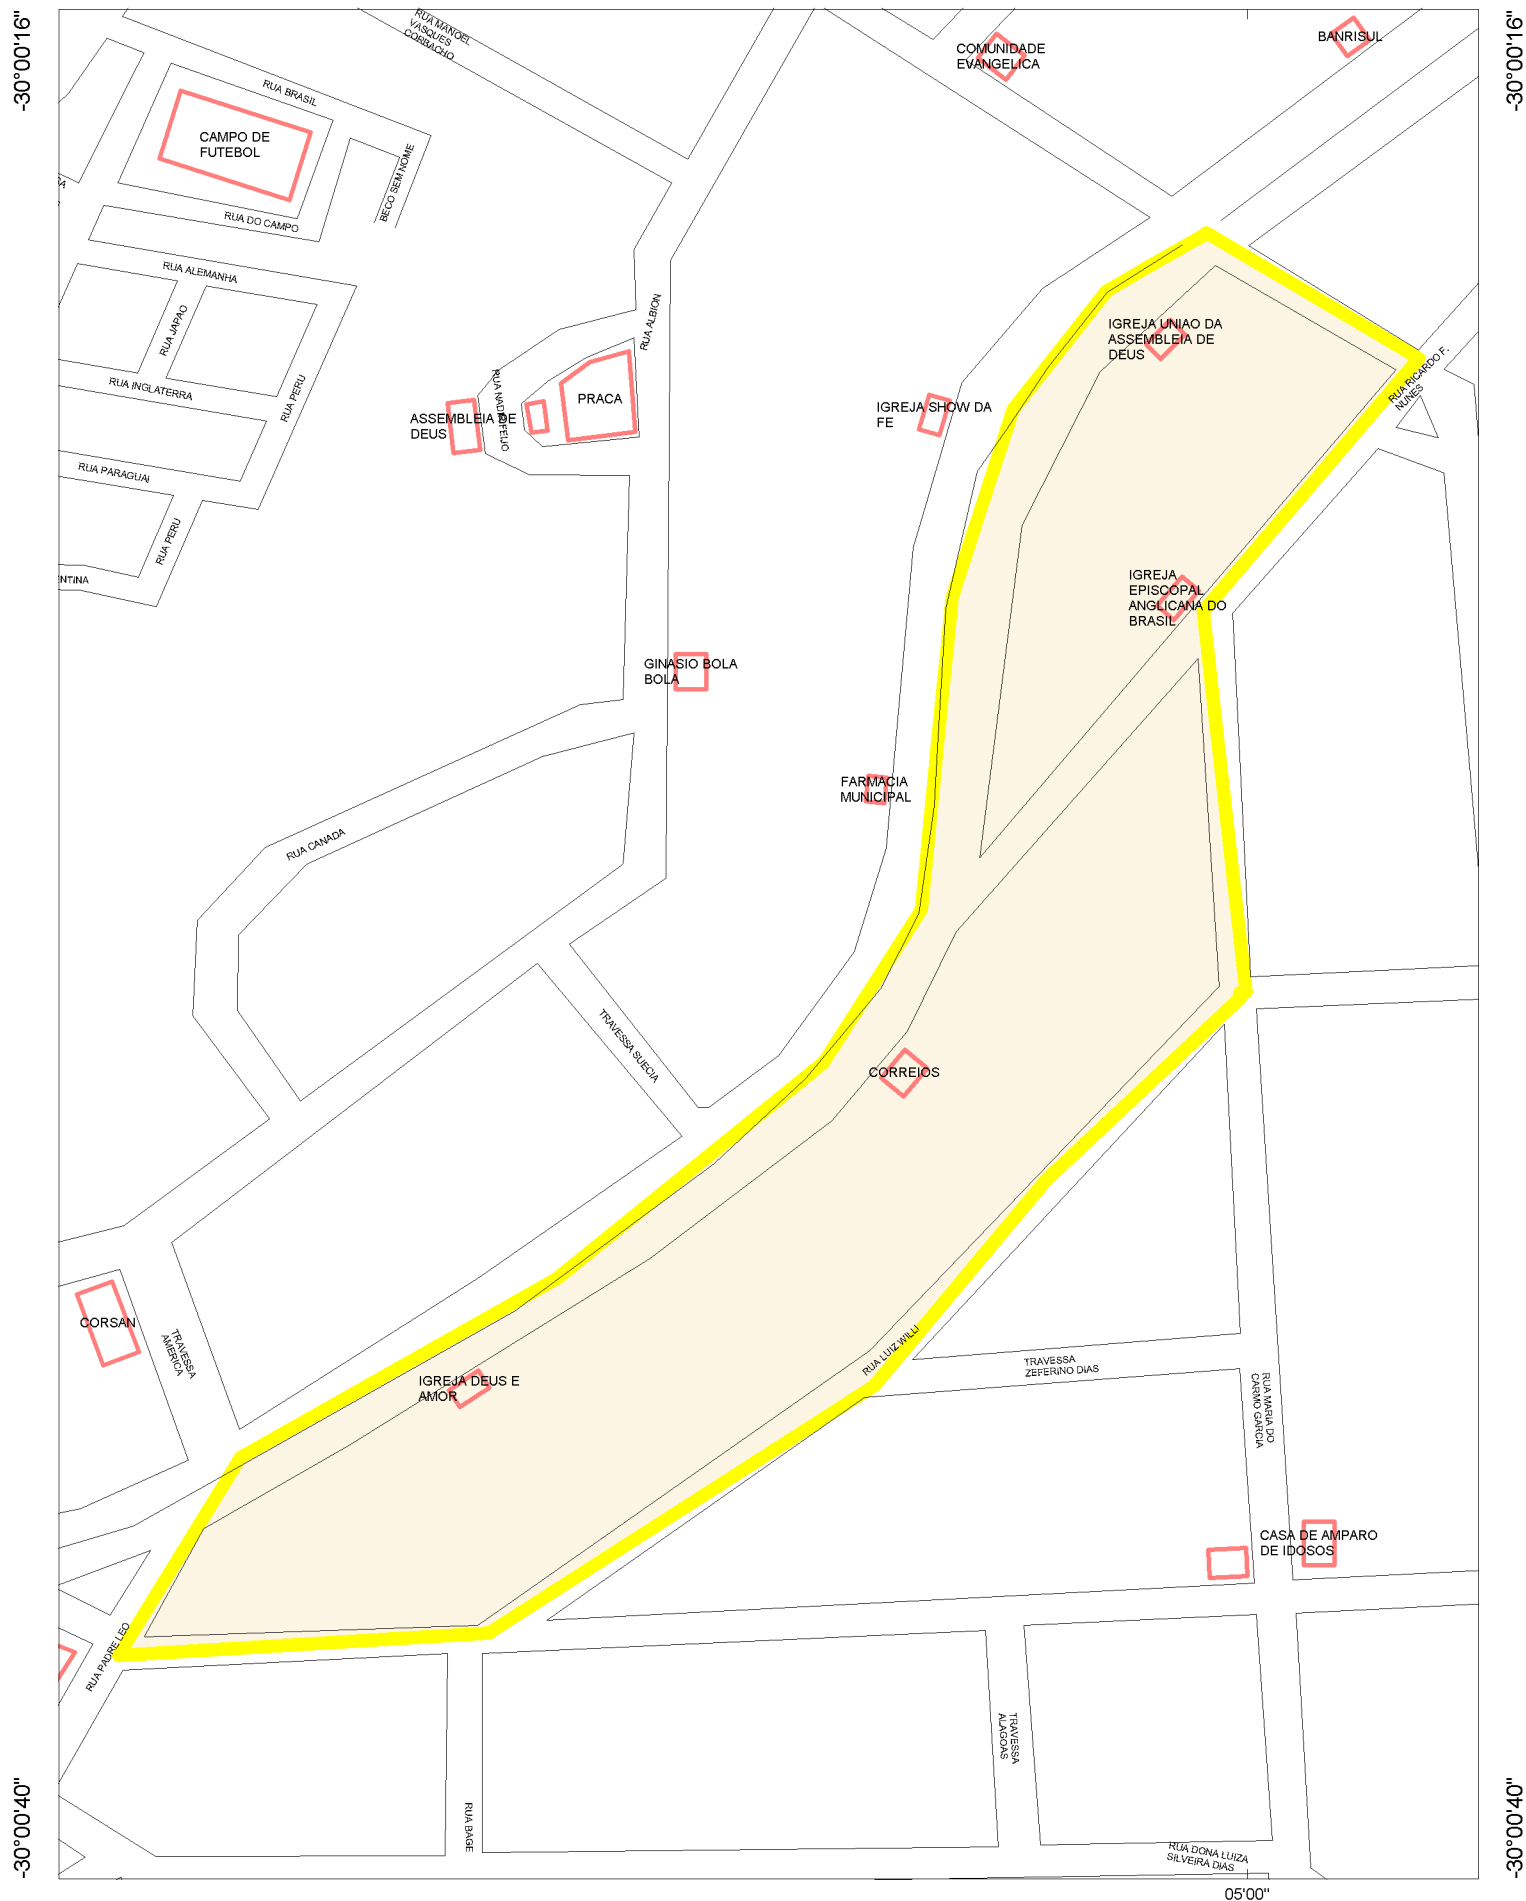 -30°00'16"
-30°00'16"
RUA MANOEL
VASQUES
CORBACHO
COMUNIDADE
EVANGELICA
BANRISUL
RUA BRASIL
CAMPO DE
FUTEBOL
BECO SEM NOME
RUA DO CAMPO
RUA ALEMANHA
RUA JAPAO
RUA ALBION
IGREJA UNIAO DA
ASSEMBLEIA DE
DEUS
RUA RICARDO F.
NUNES
RUA INGLATERRA
RUA PERU
RUA NADIR FEIJO
PRACA
ASSEMBLEIA DE
DEUS
IGREJA SHOW DA
FE
RUA PARAGUAI
RUA PERU
ENTINA
IGREJA
EPISCOPAL
ANGLICANA DO
BRASIL
GINASIO BOLA
BOLA
FARMACIA
MUNICIPAL
RUA CANADA
TRAVESSA SUECIA
CORREIOS
CORSAN
TRAVESSA
AMERICA
RUA LUIZ WILLI
TRAVESSA
ZEFERINO DIAS
IGREJA DEUS E
AMOR
RUA MARIA DO
CARMO GARCIA
CASA DE AMPARO
DE IDOSOS
RUA PADRE LEO
TRAVESSA
ALAGOAS
RUA BAGE
RUA DONA LUIZA
SILVEIRA DIAS
-30°00'40"
-30°00'40"
05'00"